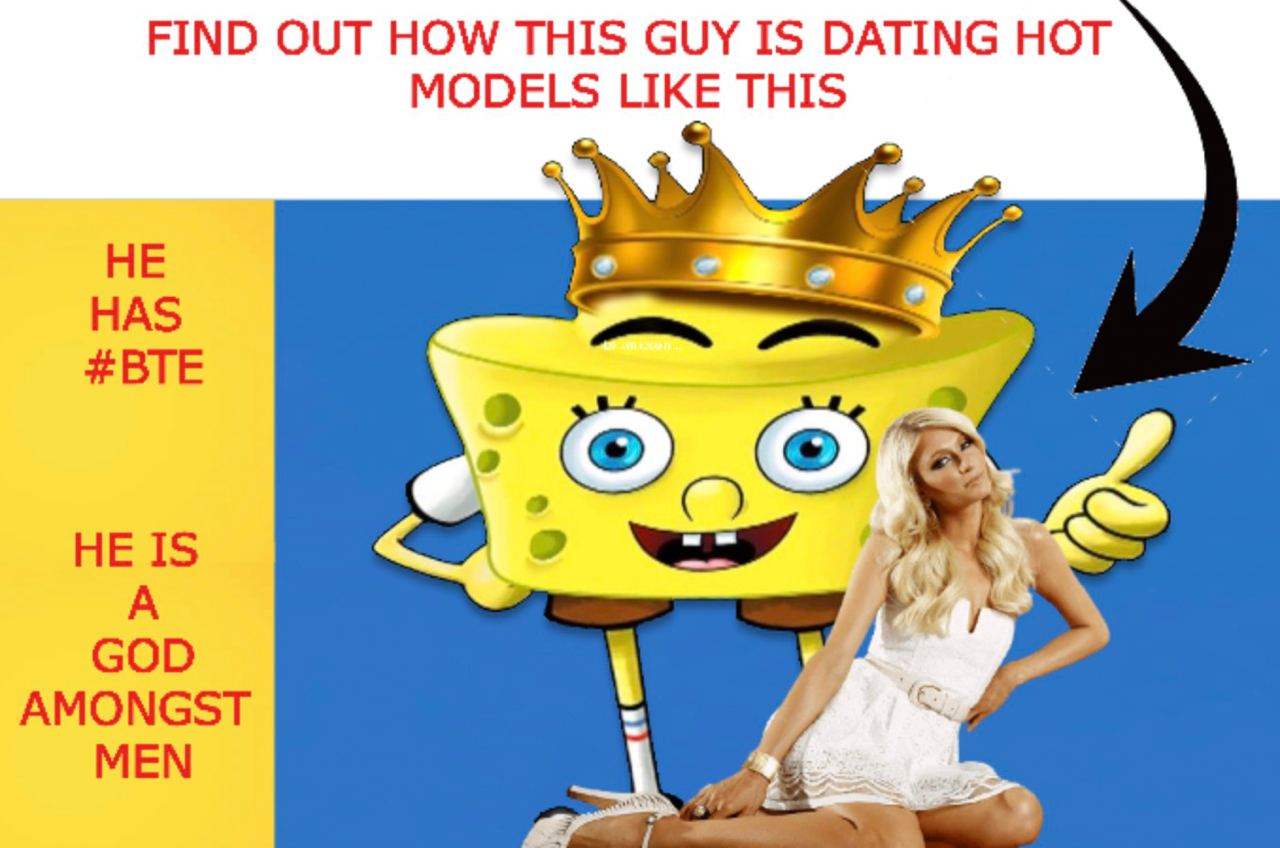 FIND OUT HOW THIS GUY IS DATING HOT
MODELS LIKE THIS
HE
HAS
#BTE
HE IS
A
GOD
AMONGST
MEN